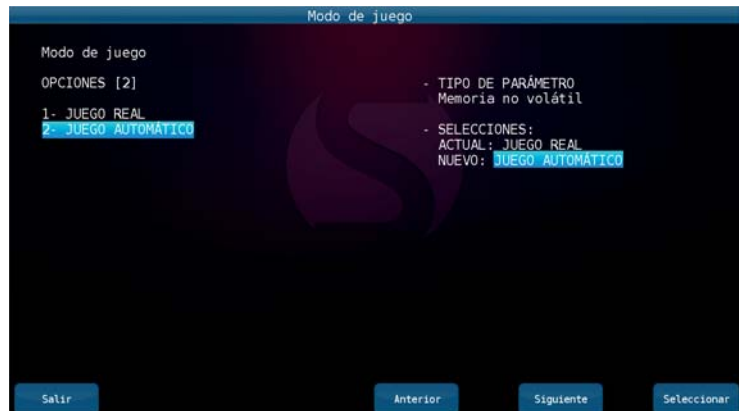 Modo de juego
Modo de juego
OPCIONES [2]
1- JUEGO REAL
2- JUEGO AUTOMÁTICO
- TIPO DE PARÁMETRO
Memoria no volátil
- SELECCIONES:
ACTUAL: JUEGO REAL
NUEVO: JUEGO AUTOMÁTICO
Salir
Anterior
Siguiente
Seleccionar